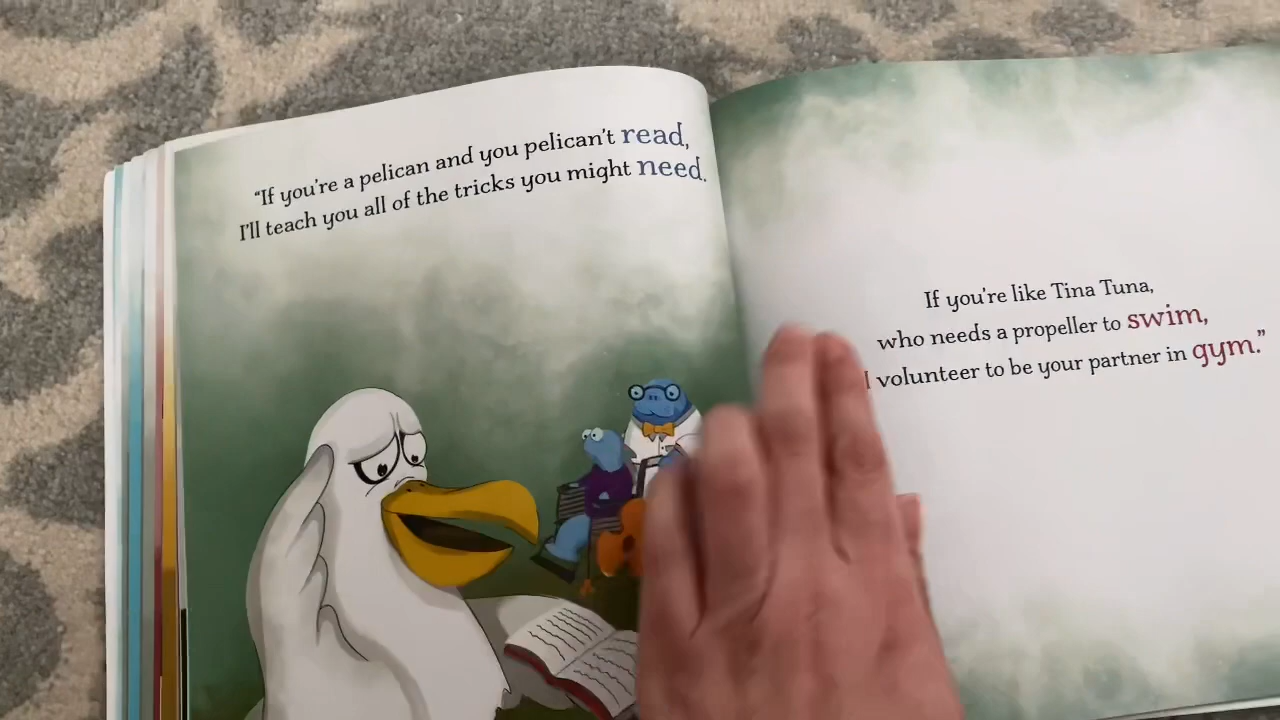 “If you're a pelican and you pelican't read,
I'll teach you all of the tricks you might need.
If you're like Tina Tuna,
who needs a propeller to swim,
I volunteer to be your partner in gym.”